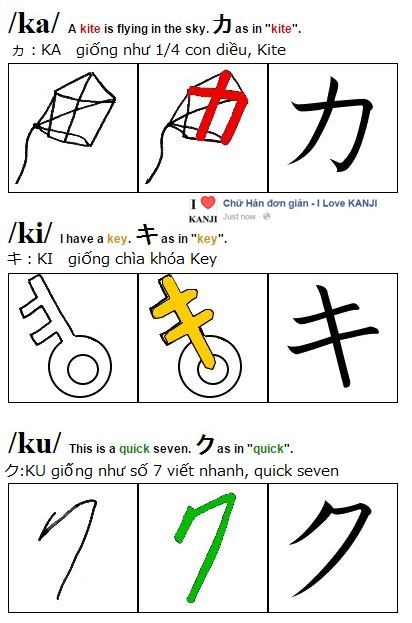 /ka/ A kite is flying in the sky. カ as in "kite".
ヵ : KA giống như 1/4 con diều, Kite
カ カ
I ❤ KANJI Chữ Hán đơn giản - I Love KANJI
Just now
/ki/ I have a key. キ as in "key".
キ : KI giống chìa khóa Key
キ キ
/ku/ This is a quick seven. ク as in "quick".
ク:KU giống như số 7 viết nhanh, quick seven
ク ク